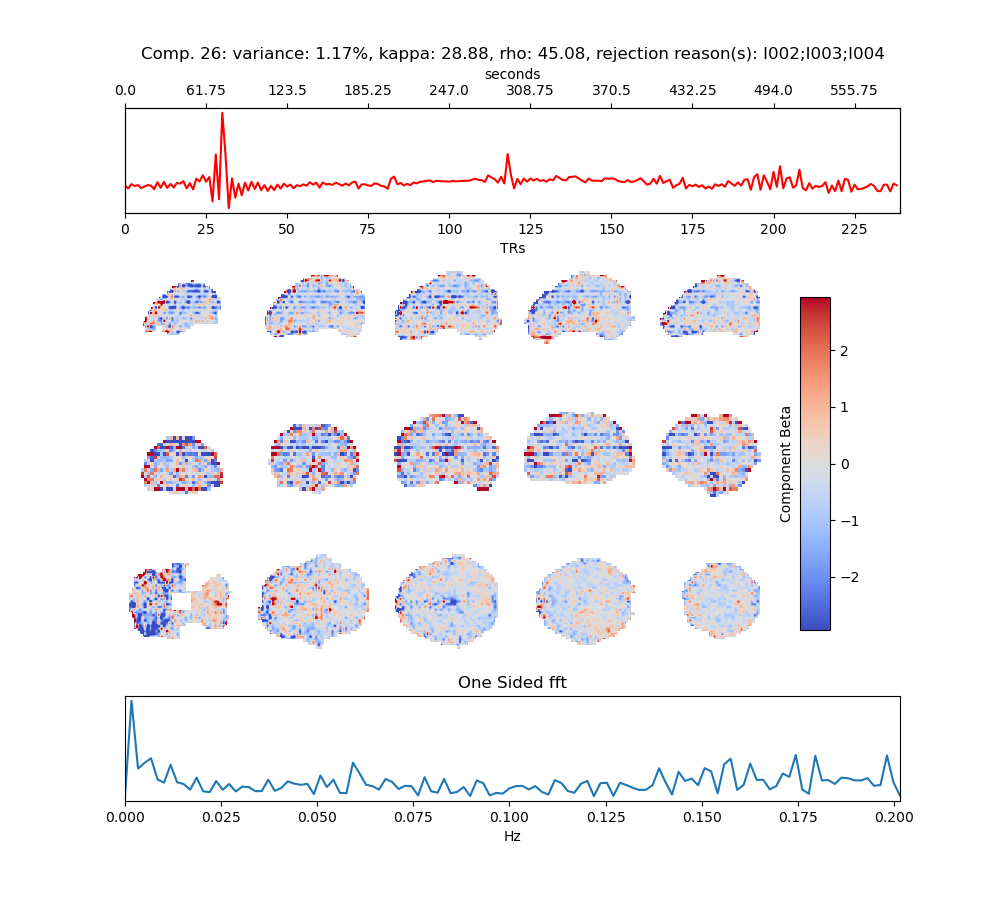 Comp. 26: variance: 1.17%, kappa: 28.88, rho: 45.08, rejection reason(s): I002;I003;I004
seconds
0.0 61.75 123.5 185.25 247.0 308.75 370.5 432.25 494.0 555.75
0 25 50 75 100 125 150 175 200 225
TRs
2
1
0
−1
−2
Component Beta
One Sided fft
0.000 0.025 0.050 0.075 0.100 0.125 0.150 0.175 0.200
Hz